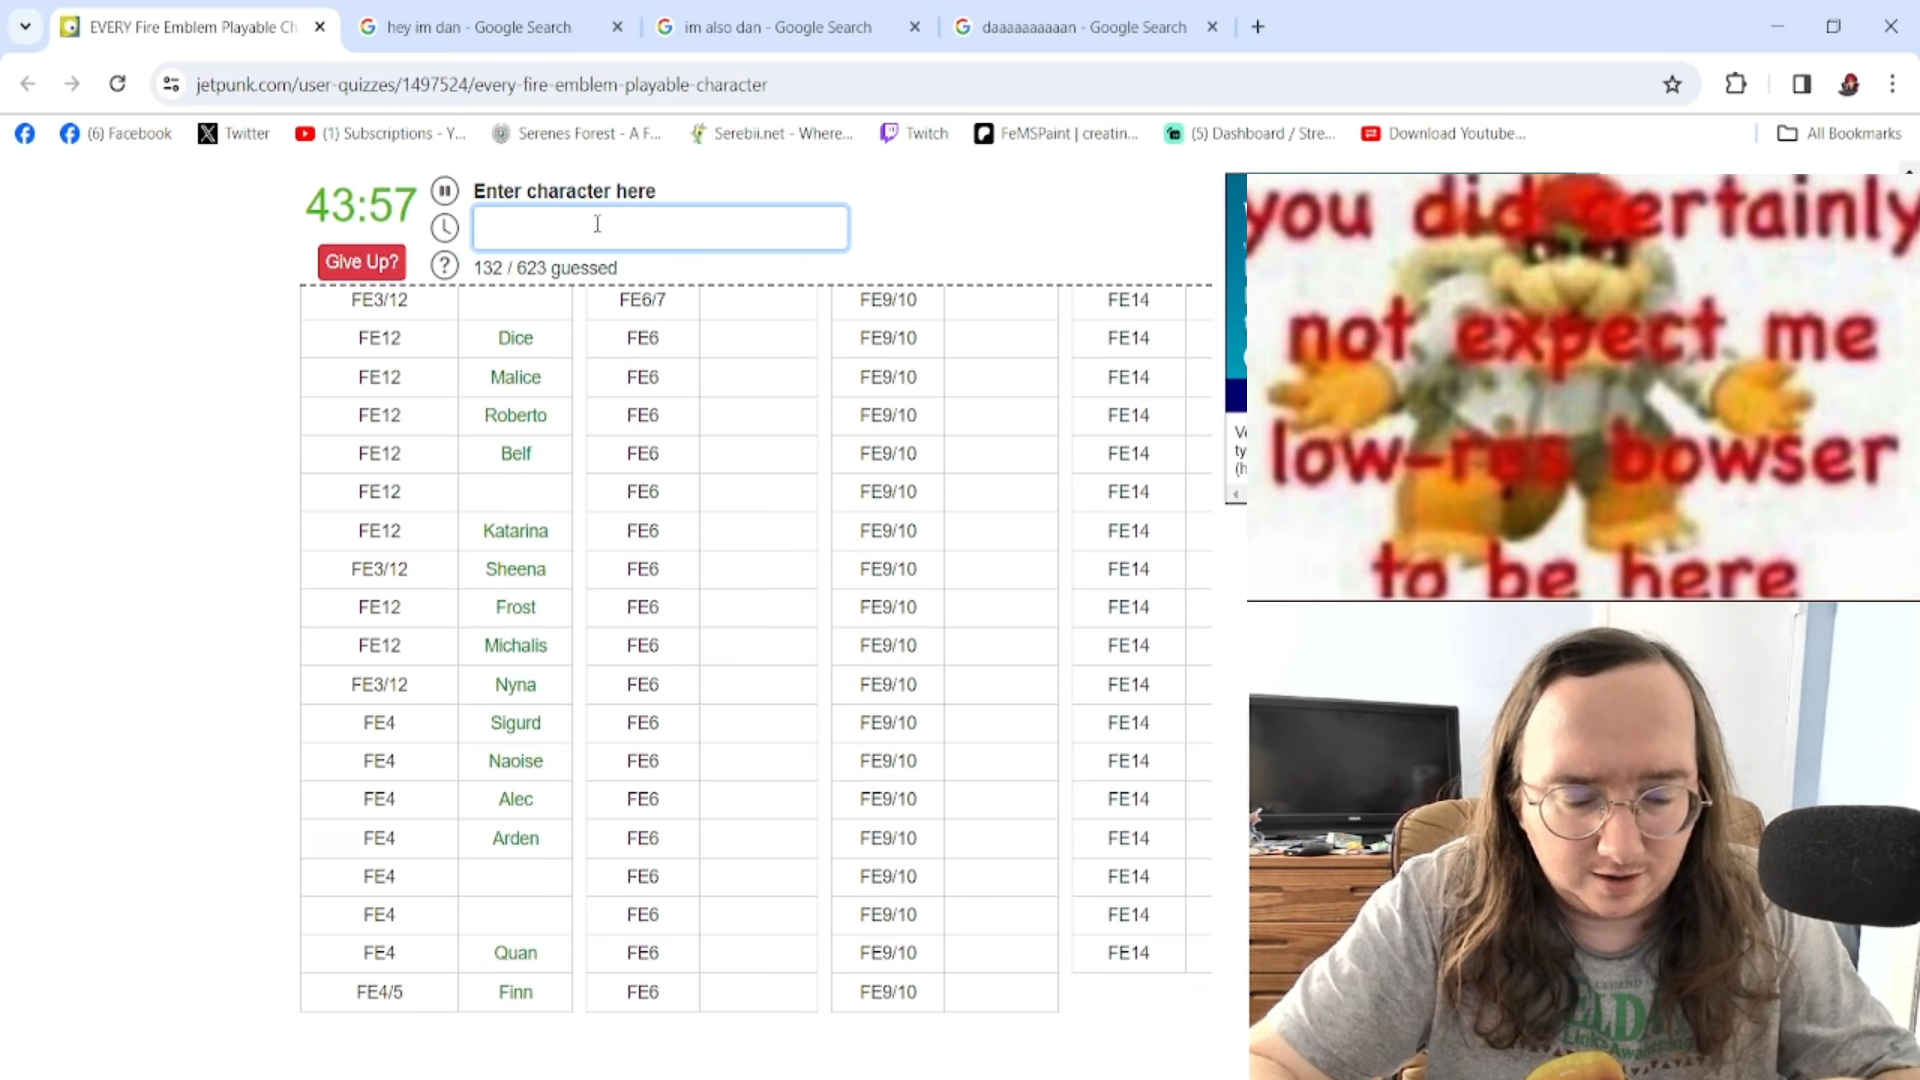 EVERY Fire Emblem Playable Ch
hey im dan - Google Search
im also dan - Google Search
daaaaaaaaaan - Google Search
jetpunk.com/user-quizzes/1497524/every-fire-emblem-playable-character
(6) Facebook
Twitter
(1) Subscriptions - Y...
Serenes Forest - A F...
Serebii.net - Where...
Twitch
FeMSPaint | creatin...
(5) Dashboard / Stre...
Download Youtube...
All Bookmarks
43:57
Enter character here
Give Up?
132 / 623 guessed
FE3/12 FE6/7 FE9/10 FE14
FE12 Dice FE6 FE9/10 FE14
FE12 Malice FE6 FE9/10 FE14
FE12 Roberto FE6 FE9/10 FE14
FE12 Belf FE6 FE9/10 FE14
FE12 FE6 FE9/10 FE14
FE12 Katarina FE6 FE9/10 FE14
FE3/12 Sheena FE6 FE9/10 FE14
FE12 Frost FE6 FE9/10 FE14
FE12 Michalis FE6 FE9/10 FE14
FE3/12 Nyna FE6 FE9/10 FE14
FE4 Sigurd FE6 FE9/10 FE14
FE4 Naoise FE6 FE9/10 FE14
FE4 Alec FE6 FE9/10 FE14
FE4 Arden FE6 FE9/10 FE14
FE4 FE6 FE9/10 FE14
FE4 FE6 FE9/10 FE14
FE4 Quan FE6 FE9/10 FE14
FE4/5 Finn FE6 FE9/10
you did certainly
not expect me
low-res bowser
to be here